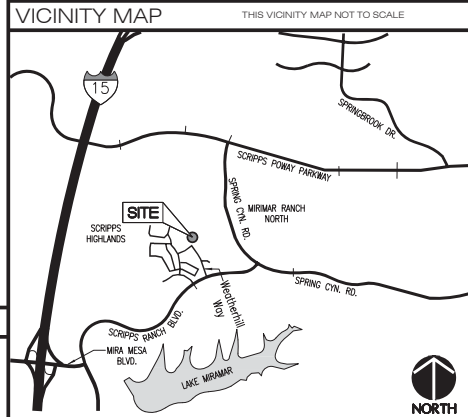 VICINITY MAP
THIS VICINITY MAP NOT TO SCALE
15
SPRINGBROOK DR.
SCRIPPS POWAY PARKWAY
SPRING CYN. RD.
MIRIMAR RANCH
NORTH
SITE
SCRIPPS
HIGHLANDS
SPRING CYN. RD.
Weatherhill
Way
SCRIPPS RANCH BLVD.
MIRA MESA
BLVD.
LAKE MIRAMAR
NORTH